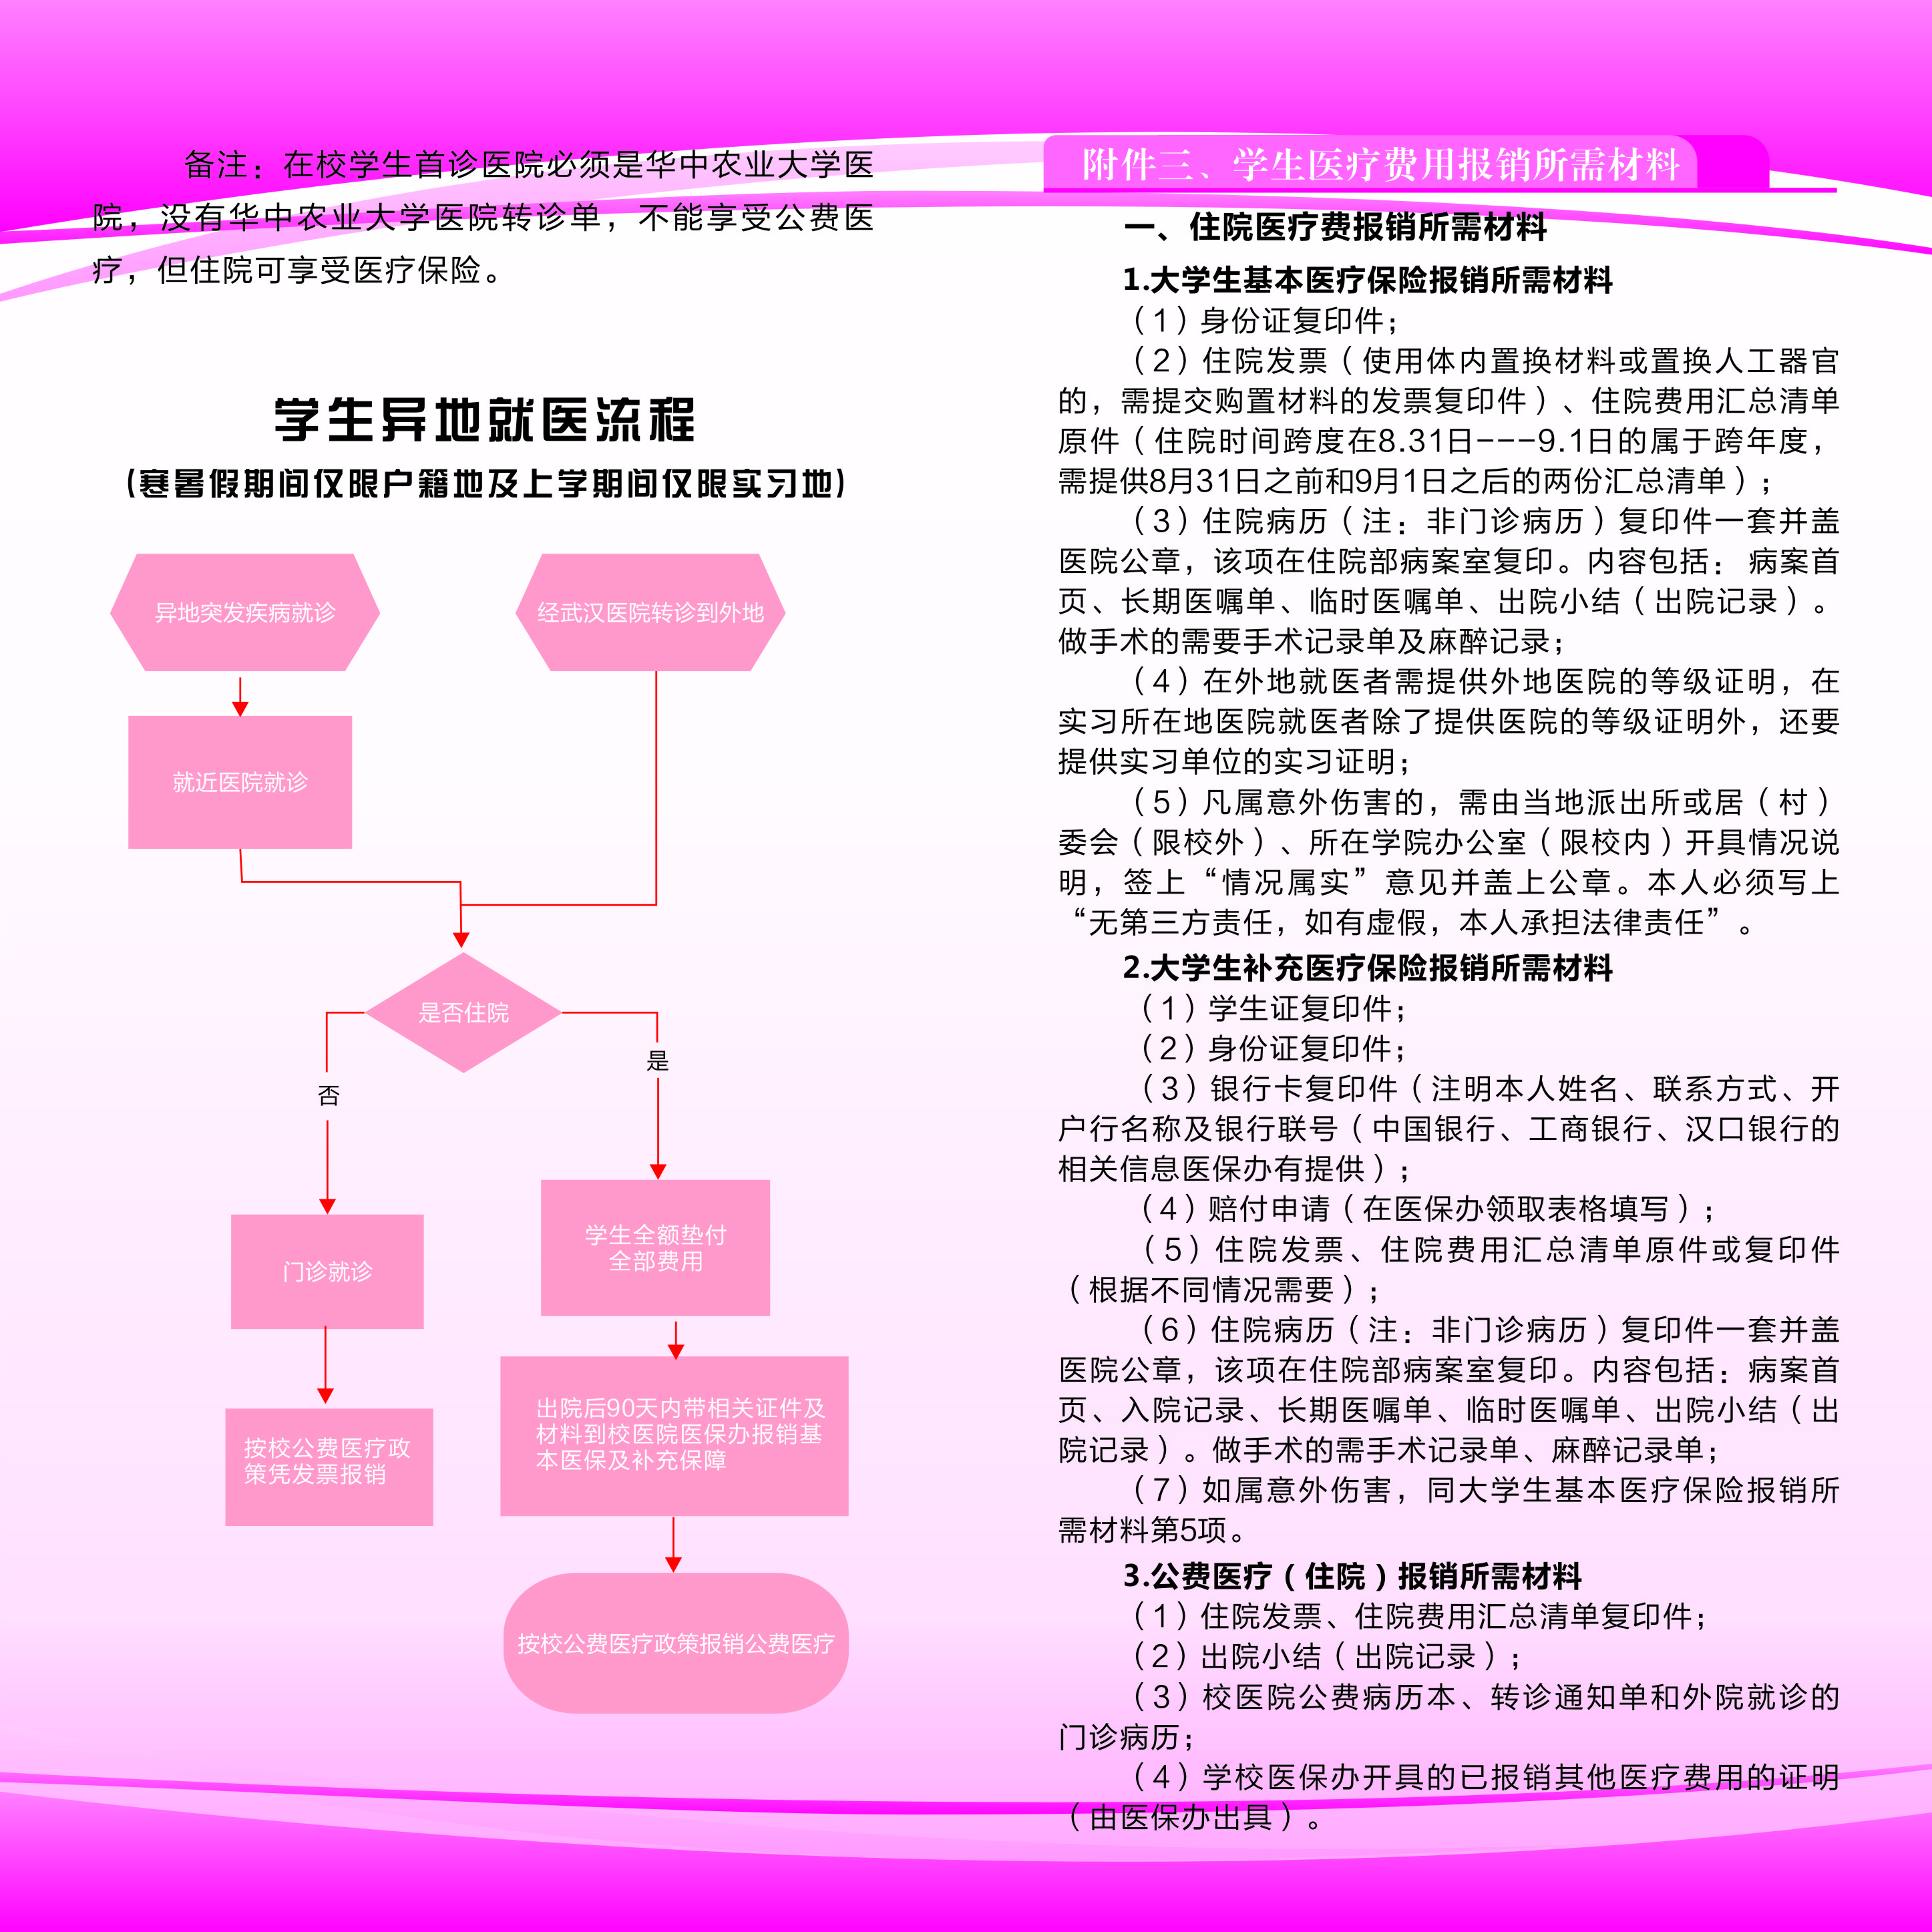 备注：在校学生首诊医院必须是华中农业大学医
院，没有华中农业大学医院转诊单，不能享受公费医
疗，但住院可享受医疗保险。
学生异地就医流程
(寒暑假期间仅限户籍地及上学期间仅限实习地)
异地突发疾病就诊
经武汉医院转诊到外地
就近医院就诊
是否住院
是
否
学生全额垫付
全部费用
门诊就诊
出院后90天内带相关证件及
材料到校医院医保办报销基
本医保及补充保障
按校公费医疗政
策凭发票报销
按校公费医疗政策报销公费医疗
附件三、学生医疗费用报销所需材料
一、住院医疗费报销所需材料
1.大学生基本医疗保险报销所需材料
（1）身份证复印件；
（2）住院发票（使用体内置换材料或置换人工器官
的，需提交购置材料的发票复印件）、住院费用汇总清单
原件（住院时间跨度在8.31日---9.1日的属于跨年度，
需提供8月31日之前和9月1日之后的两份汇总清单）；
（3）住院病历（注：非门诊病历）复印件一套并盖
医院公章，该项在住院部病案室复印。内容包括：病案首
页、长期医嘱单、临时医嘱单、出院小结（出院记录）。
做手术的需要手术记录单及麻醉记录；
（4）在外地就医者需提供外地医院的等级证明，在
实习所在地医院就医者除了提供医院的等级证明外，还要
提供实习单位的实习证明；
（5）凡属意外伤害的，需由当地派出所或居（村）
委会（限校外）、所在学院办公室（限校内）开具情况说
明，签上“情况属实”意见并盖上公章。本人必须写上
“无第三方责任，如有虚假，本人承担法律责任”。
2.大学生补充医疗保险报销所需材料
（1）学生证复印件；
（2）身份证复印件；
（3）银行卡复印件（注明本人姓名、联系方式、开
户行名称及银行联号（中国银行、工商银行、汉口银行的
相关信息医保办有提供）；
（4）赔付申请（在医保办领取表格填写）；
（5）住院发票、住院费用汇总清单原件或复印件
（根据不同情况需要）；
（6）住院病历（注：非门诊病历）复印件一套并盖
医院公章，该项在住院部病案室复印。内容包括：病案首
页、入院记录、长期医嘱单、临时医嘱单、出院小结（出
院记录）。做手术的需手术记录单、麻醉记录单；
（7）如属意外伤害，同大学生基本医疗保险报销所
需材料第5项。
3.公费医疗（住院）报销所需材料
（1）住院发票、住院费用汇总清单复印件；
（2）出院小结（出院记录）；
（3）校医院公费病历本、转诊通知单和外院就诊的
门诊病历；
（4）学校医保办开具的已报销其他医疗费用的证明
（由医保办出具）。